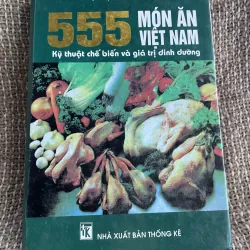 555 MÓN ĂN
VIỆT NAM
Kỹ thuật chế biến và giá trị dinh dưỡng
NHÀ XUẤT BẢN THỐNG KÊ